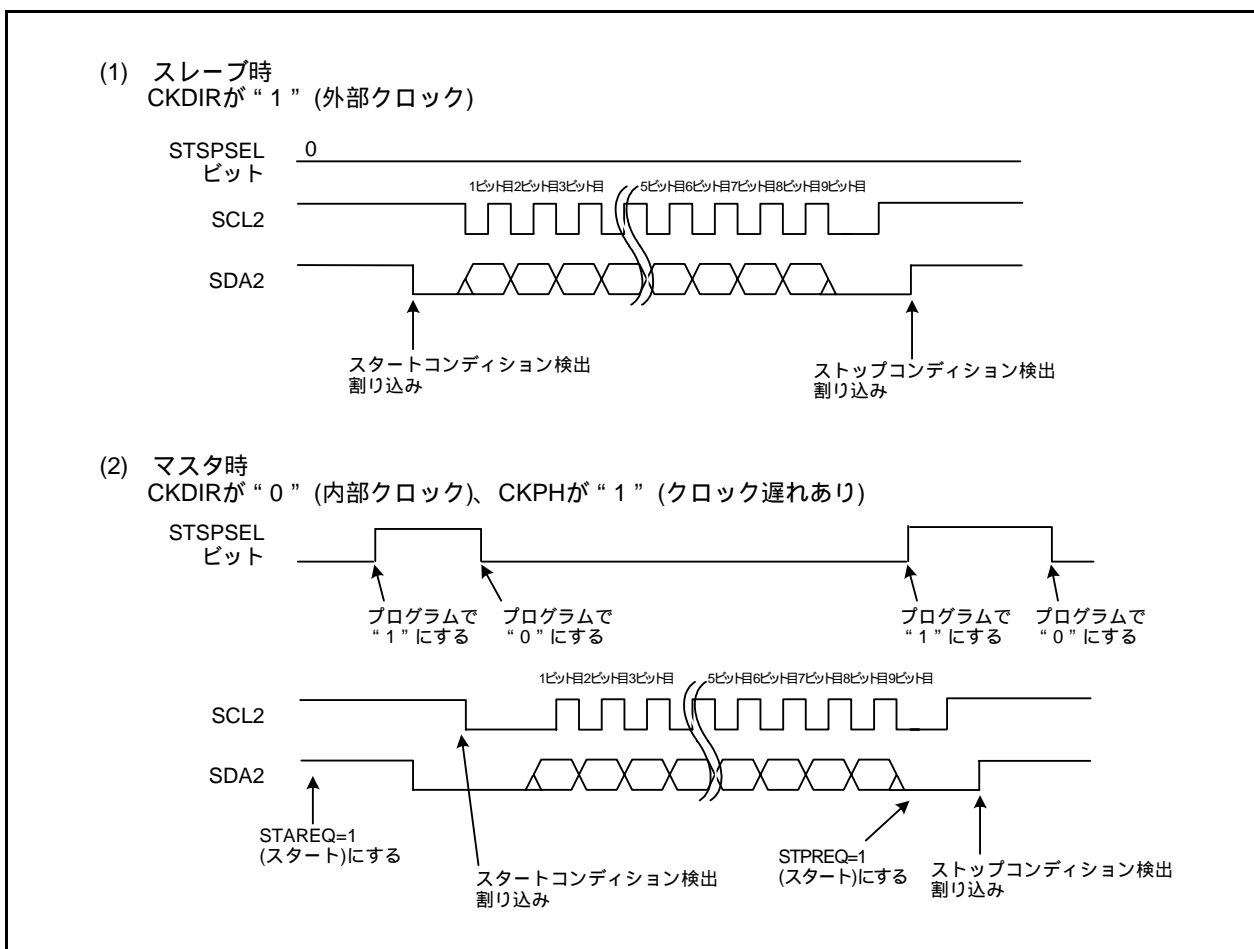 (1) スレーブ時
CKDIRが“1”(外部クロック)
STSPSEL
ビット
0
1ビット目2ビット目3ビット目 5ビット目6ビット目7ビット目8ビット目9ビット目
SCL2
SDA2
スタートコンディション検出
割り込み
ストップコンディション検出
割り込み
(2) マスタ時
CKDIRが“0”(内部クロック)、CKPHが“1”(クロック遅れあり)
STSPSEL
ビット
プログラムで
“1”にする
プログラムで
“0”にする
プログラムで
“1”にする
プログラムで
“0”にする
1ビット目2ビット目3ビット目 5ビット目6ビット目7ビット目8ビット目9ビット目
SCL2
SDA2
STAREQ=1
(スタート)にする
スタートコンディション検出
割り込み
STPREQ=1
(スタート)にする
ストップコンディション検出
割り込み